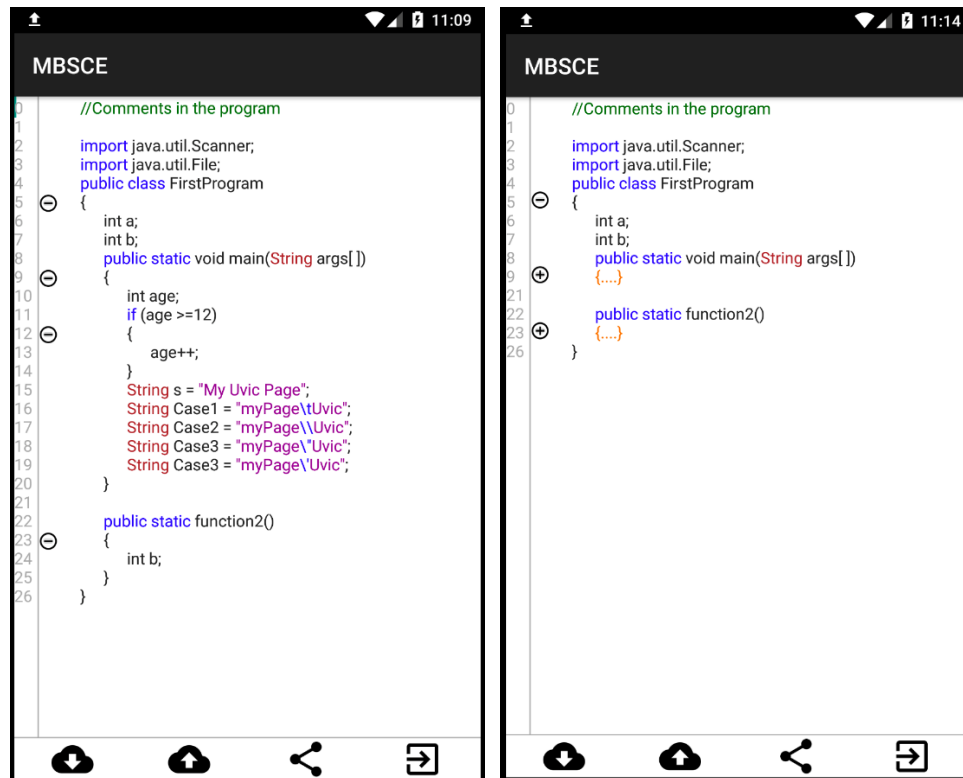 11:09
MBSCE
0 //Comments in the program
1
2 import java.util.Scanner;
3 import java.util.File;
4 public class FirstProgram
5 {
6 int a;
7 int b;
8 public static void main(String args[])
9 {
10 int age;
11 if (age >=12)
12 {
13 age++;
14 }
15 String s = "My Uvic Page";
16 String Case1 = "myPage\tUvic";
17 String Case2 = "myPage\\Uvic";
18 String Case3 = "myPage\"Uvic";
19 String Case3 = "myPage\'Uvic";
20 }
21
22 public static function2()
23 {
24 int b;
25 }
26 }
11:14
MBSCE
0 //Comments in the program
1
2 import java.util.Scanner;
3 import java.util.File;
4 public class FirstProgram
5 {
6 int a;
7 int b;
8 public static void main(String args[])
9 {....}
21
22 public static function2()
23 {....}
26 }